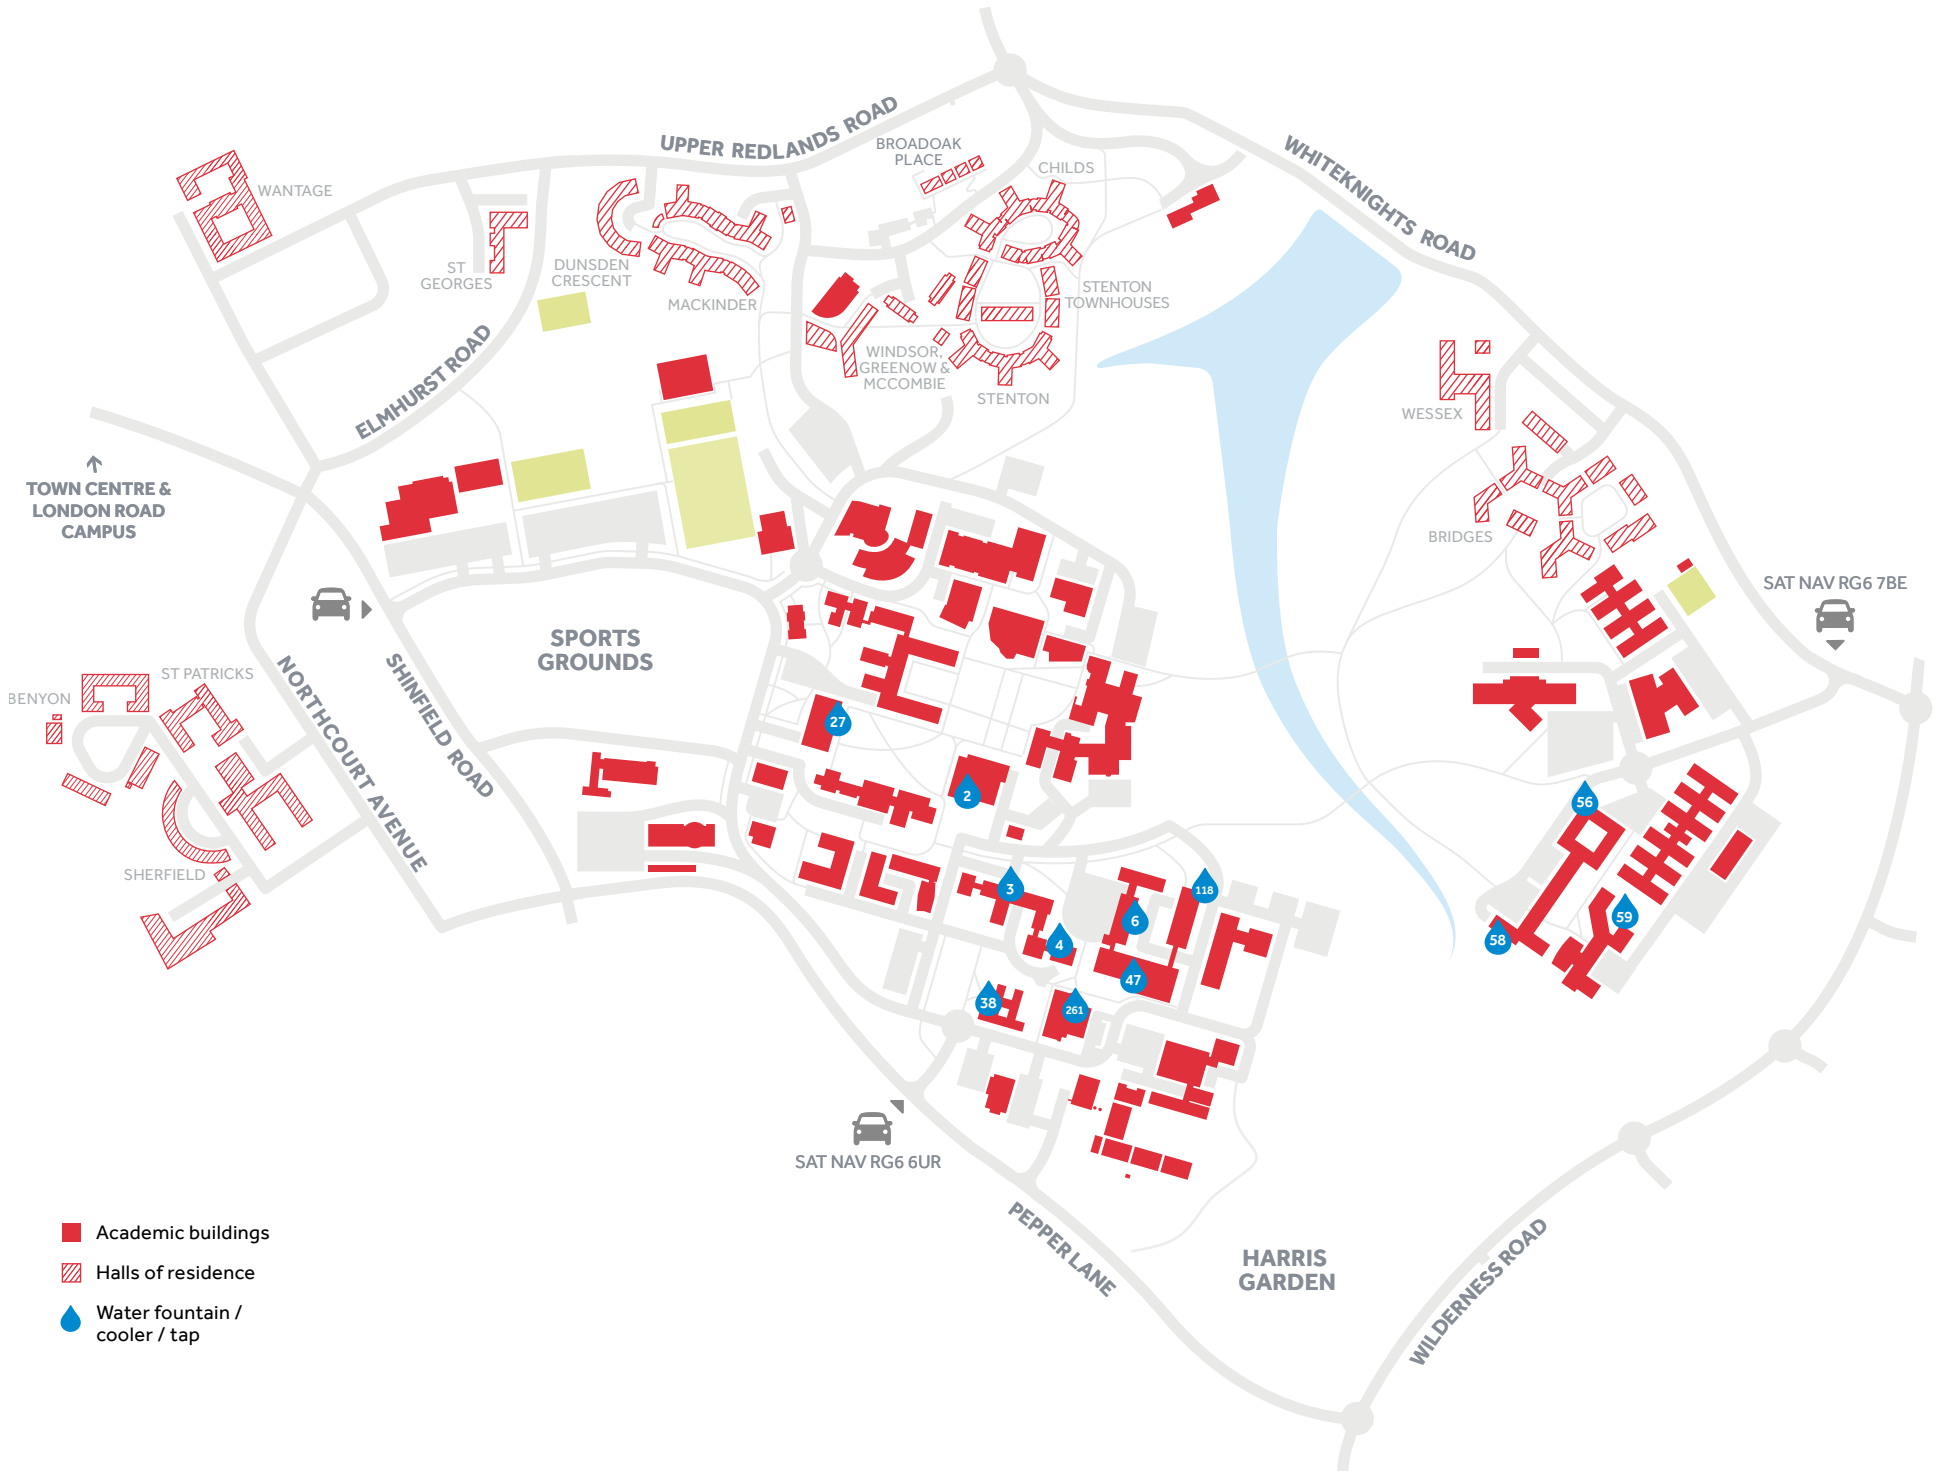 UPPER REDLANDS ROAD
BROADOAK
PLACE
CHILDS
WHITEKNIGHTS ROAD
WANTAGE
ST
GEORGES
DUNSDEN
CRESCENT
MACKINDER
STENTON
TOWNHOUSES
WINDSOR,
GREENOW &
MCCOMBIE
STENTON
ELMHURST ROAD
WESSEX
BRIDGES
TOWN CENTRE &
LONDON ROAD
CAMPUS
SAT NAV RG6 7BE
SPORTS
GROUNDS
ST PATRICKS
BENYON
NORTHCOURT AVENUE
SHINFIELD ROAD
SHERFIELD
27
2
56
3
118
6
4
59
58
47
38
261
SAT NAV RG6 6UR
PEPPER LANE
HARRIS
GARDEN
WILDERNESS ROAD
Academic buildings
Halls of residence
Water fountain /
cooler / tap